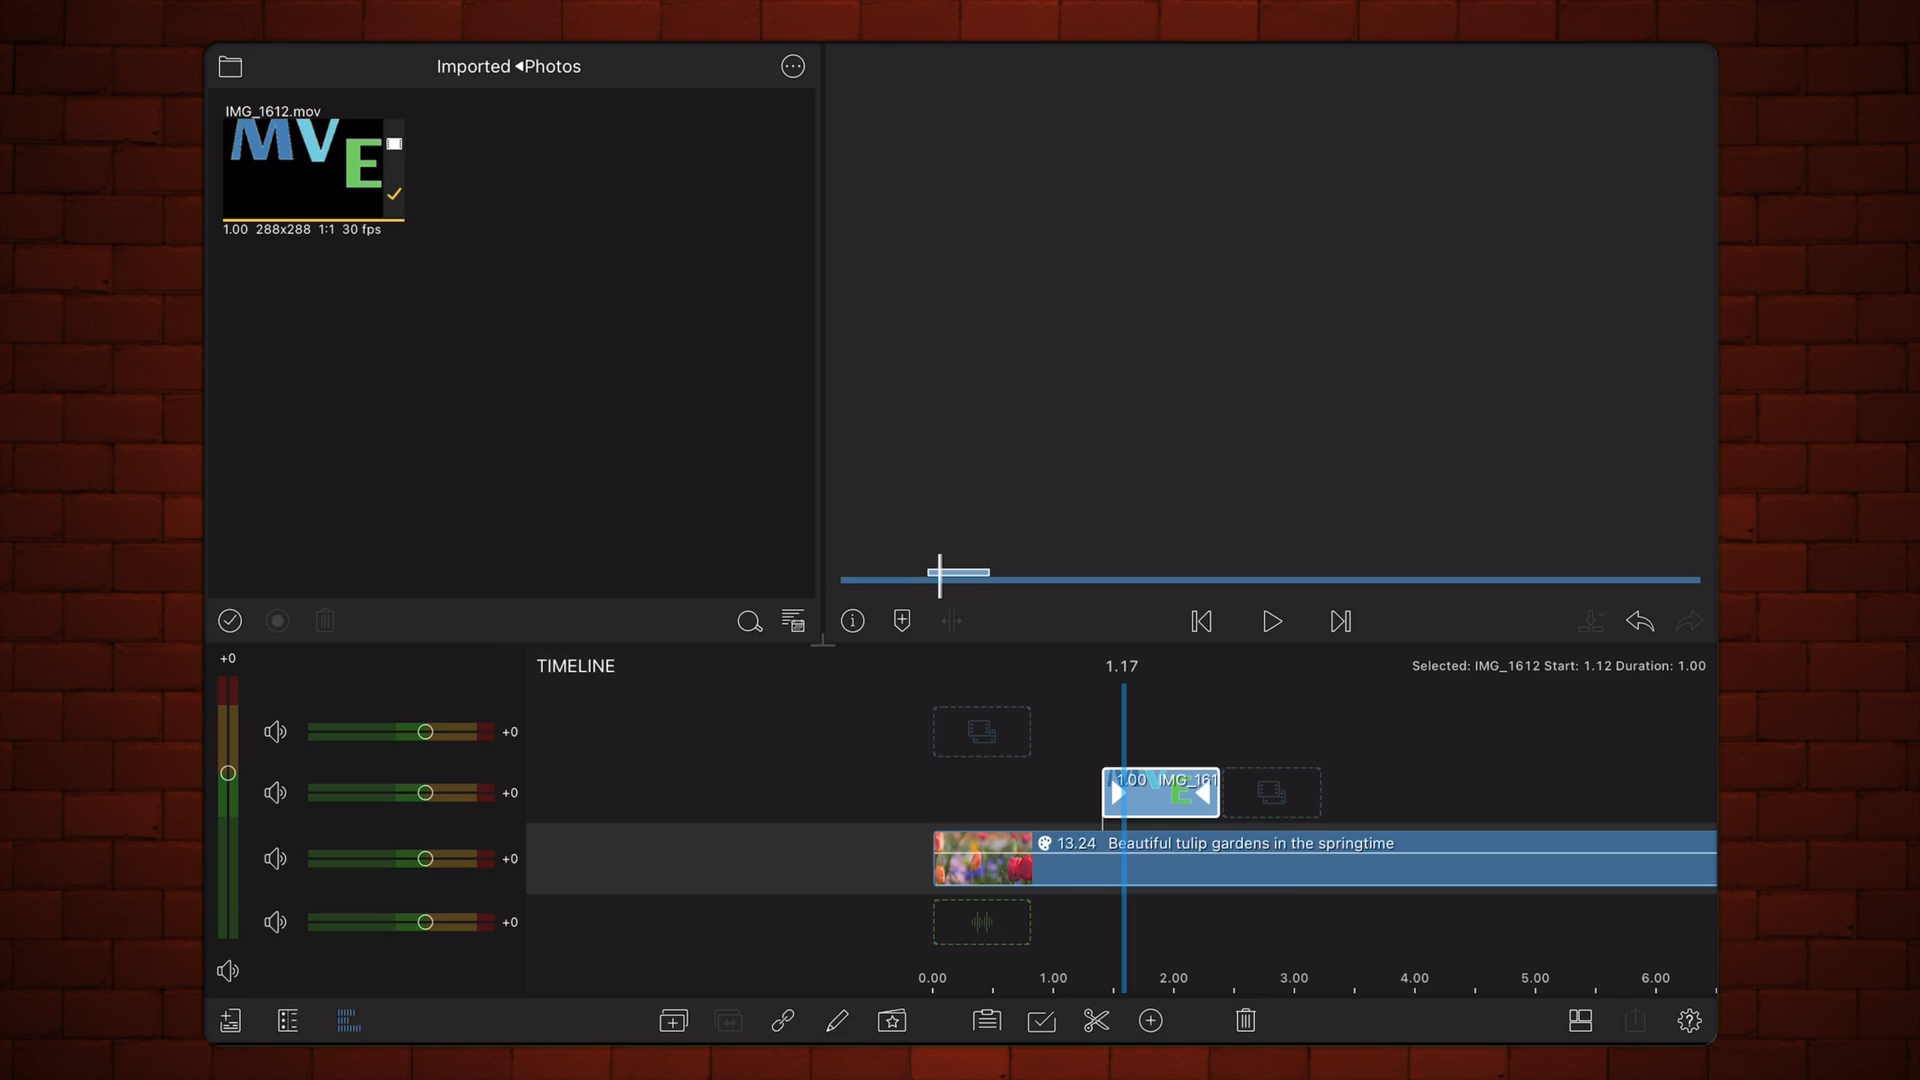 Imported ◀Photos
IMG_1612.mov
MVE
1.00 288x288 1:1 30 fps
+0
TIMELINE
1.17
Selected: IMG_1612 Start: 1.12 Duration: 1.00
+0
+0
1.00 IMG_161
+0
13.24 Beautiful tulip gardens in the springtime
+0
0.00 1.00 2.00 3.00 4.00 5.00 6.00